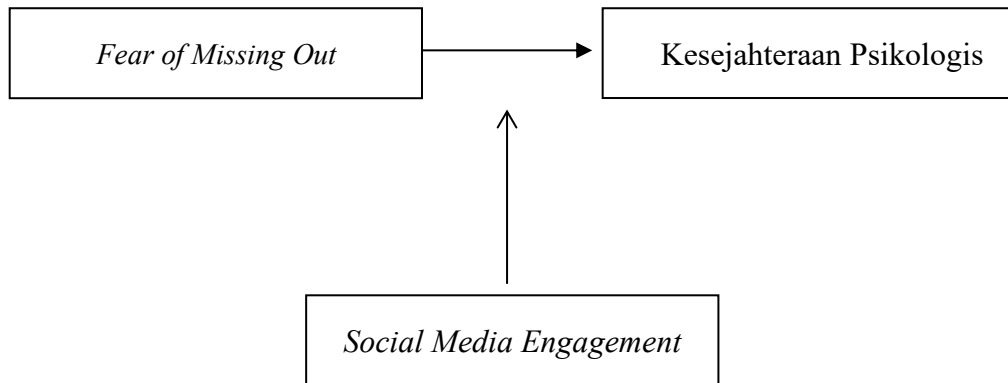 Fear of Missing Out
Kesejahteraan Psikologis
Social Media Engagement